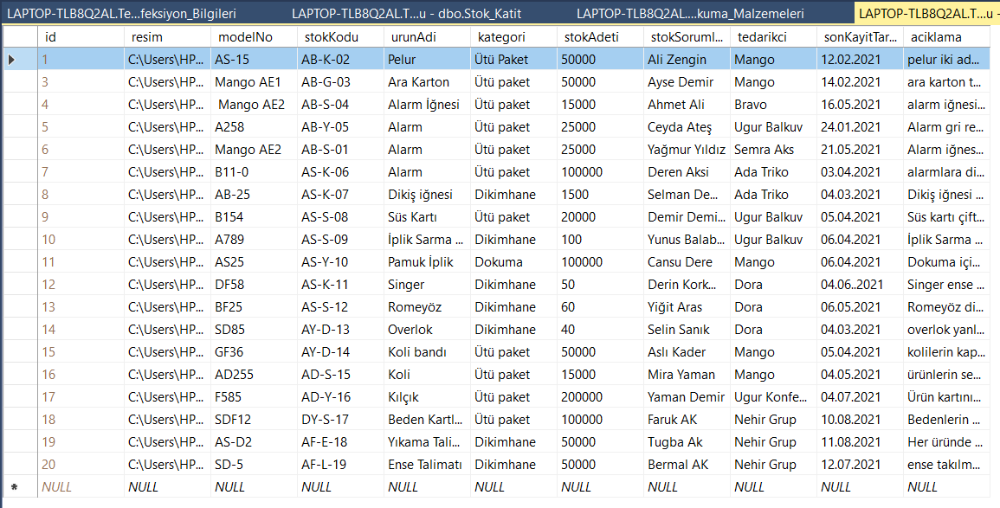 LAPTOP-TLB8Q2AL.Te...feksiyon_Bilgileri LAPTOP-TLB8Q2AL.T...u - dbo.Stok_Katit LAPTOP-TLB8Q2AL....kuma_Malzemeleri LAPTOP-TLB8Q2AL.T...u -
id resim modelNo stokKodu urunAdi kategori stokAdeti stokSoruml... tedarikci sonKayitTar... aciklama
1 C:\Users\HP... AS-15 AB-K-02 Pelur Ütü Paket 50000 Ali Zengin Mango 12.02.2021 pelur iki ad...
3 C:\Users\HP... Mango AE1 AB-G-03 Ara Karton Ütü paket 50000 Ayse Demir Mango 14.02.2021 ara karton t...
4 C:\Users\HP... Mango AE2 AB-S-04 Alarm İğnesi Ütü paket 15000 Ahmet Ali Bravo 16.05.2021 alarm iğnesi...
5 C:\Users\HP... A258 AB-Y-05 Alarm Ütü paket 25000 Ceyda Ateş Ugur Balkuv 24.01.2021 Alarm gri re...
6 C:\Users\HP... Mango AE2 AB-S-01 Alarm Ütü paket 25000 Yağmur Yıldız Semra Aks 21.05.2021 Alarm iğnes...
7 C:\Users\HP... B11-0 AS-K-06 Alarm Ütü paket 100000 Deren Aksi Ada Triko 03.04.2021 alarmlara di...
8 C:\Users\HP... AB-25 AS-K-07 Dikiş iğnesi Dikimhane 1500 Selman De... Ada Triko 04.03.2021 Dikiş iğnesi ...
9 C:\Users\HP... B154 AS-S-08 Süs Kartı Ütü paket 20000 Demir Demi... Ugur Balkuv 05.04.2021 Süs kartı çift...
10 C:\Users\HP... A789 AS-S-09 İplik Sarma ... Dikimhane 100 Yunus Balab... Ugur Balkuv 06.04.2021 İplik Sarma ...
11 C:\Users\HP... AS25 AS-Y-10 Pamuk İplik Dokuma 100000 Cansu Dere Mango 06.04.2021 Dokuma içi...
12 C:\Users\HP... DF58 AS-K-11 Singer Dikimhane 50 Derin Kork... Dora 04.06..2021 Singer ense ...
13 C:\Users\HP... BF25 AS-S-12 Romeyöz Dikimhane 60 Yiğit Aras Dora 06.05.2021 Romeyöz di...
14 C:\Users\HP... SD85 AY-D-13 Overlok Dikimhane 40 Selin Sanık Dora 04.03.2021 overlok yanl...
15 C:\Users\HP... GF36 AY-D-14 Koli bandı Ütü paket 50000 Aslı Kader Mango 05.04.2021 kolilerin kap...
16 C:\Users\HP... AD255 AD-S-15 Koli Ütü paket 15000 Mira Yaman Mango 04.05.2021 ürünlerin se...
17 C:\Users\HP... F585 AD-Y-16 Kılçık Ütü paket 200000 Yaman Demir Ugur Konfe... 04.07.2021 Ürün kartını...
18 C:\Users\HP... SDF12 DY-S-17 Beden Kartl... Ütü paket 100000 Faruk AK Nehir Grup 10.08.2021 Bedenlerin ...
19 C:\Users\HP... AS-D2 AF-E-18 Yıkama Tali... Dikimhane 50000 Tugba Ak Nehir Grup 11.08.2021 Her üründe ...
20 C:\Users\HP... SD-5 AF-L-19 Ense Talimatı Dikimhane 50000 Bermal AK Nehir Grup 12.07.2021 ense takılm...
NULL NULL NULL NULL NULL NULL NULL NULL NULL NULL NULL